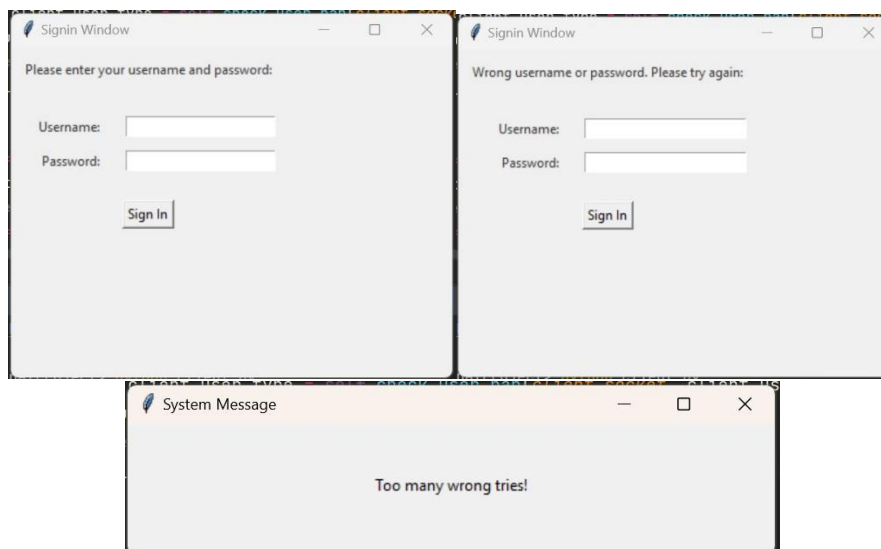 Signin Window
Please enter your username and password:
Username:
Password:
Sign In
Signin Window
Wrong username or password. Please try again:
Username:
Password:
Sign In
System Message
Too many wrong tries!